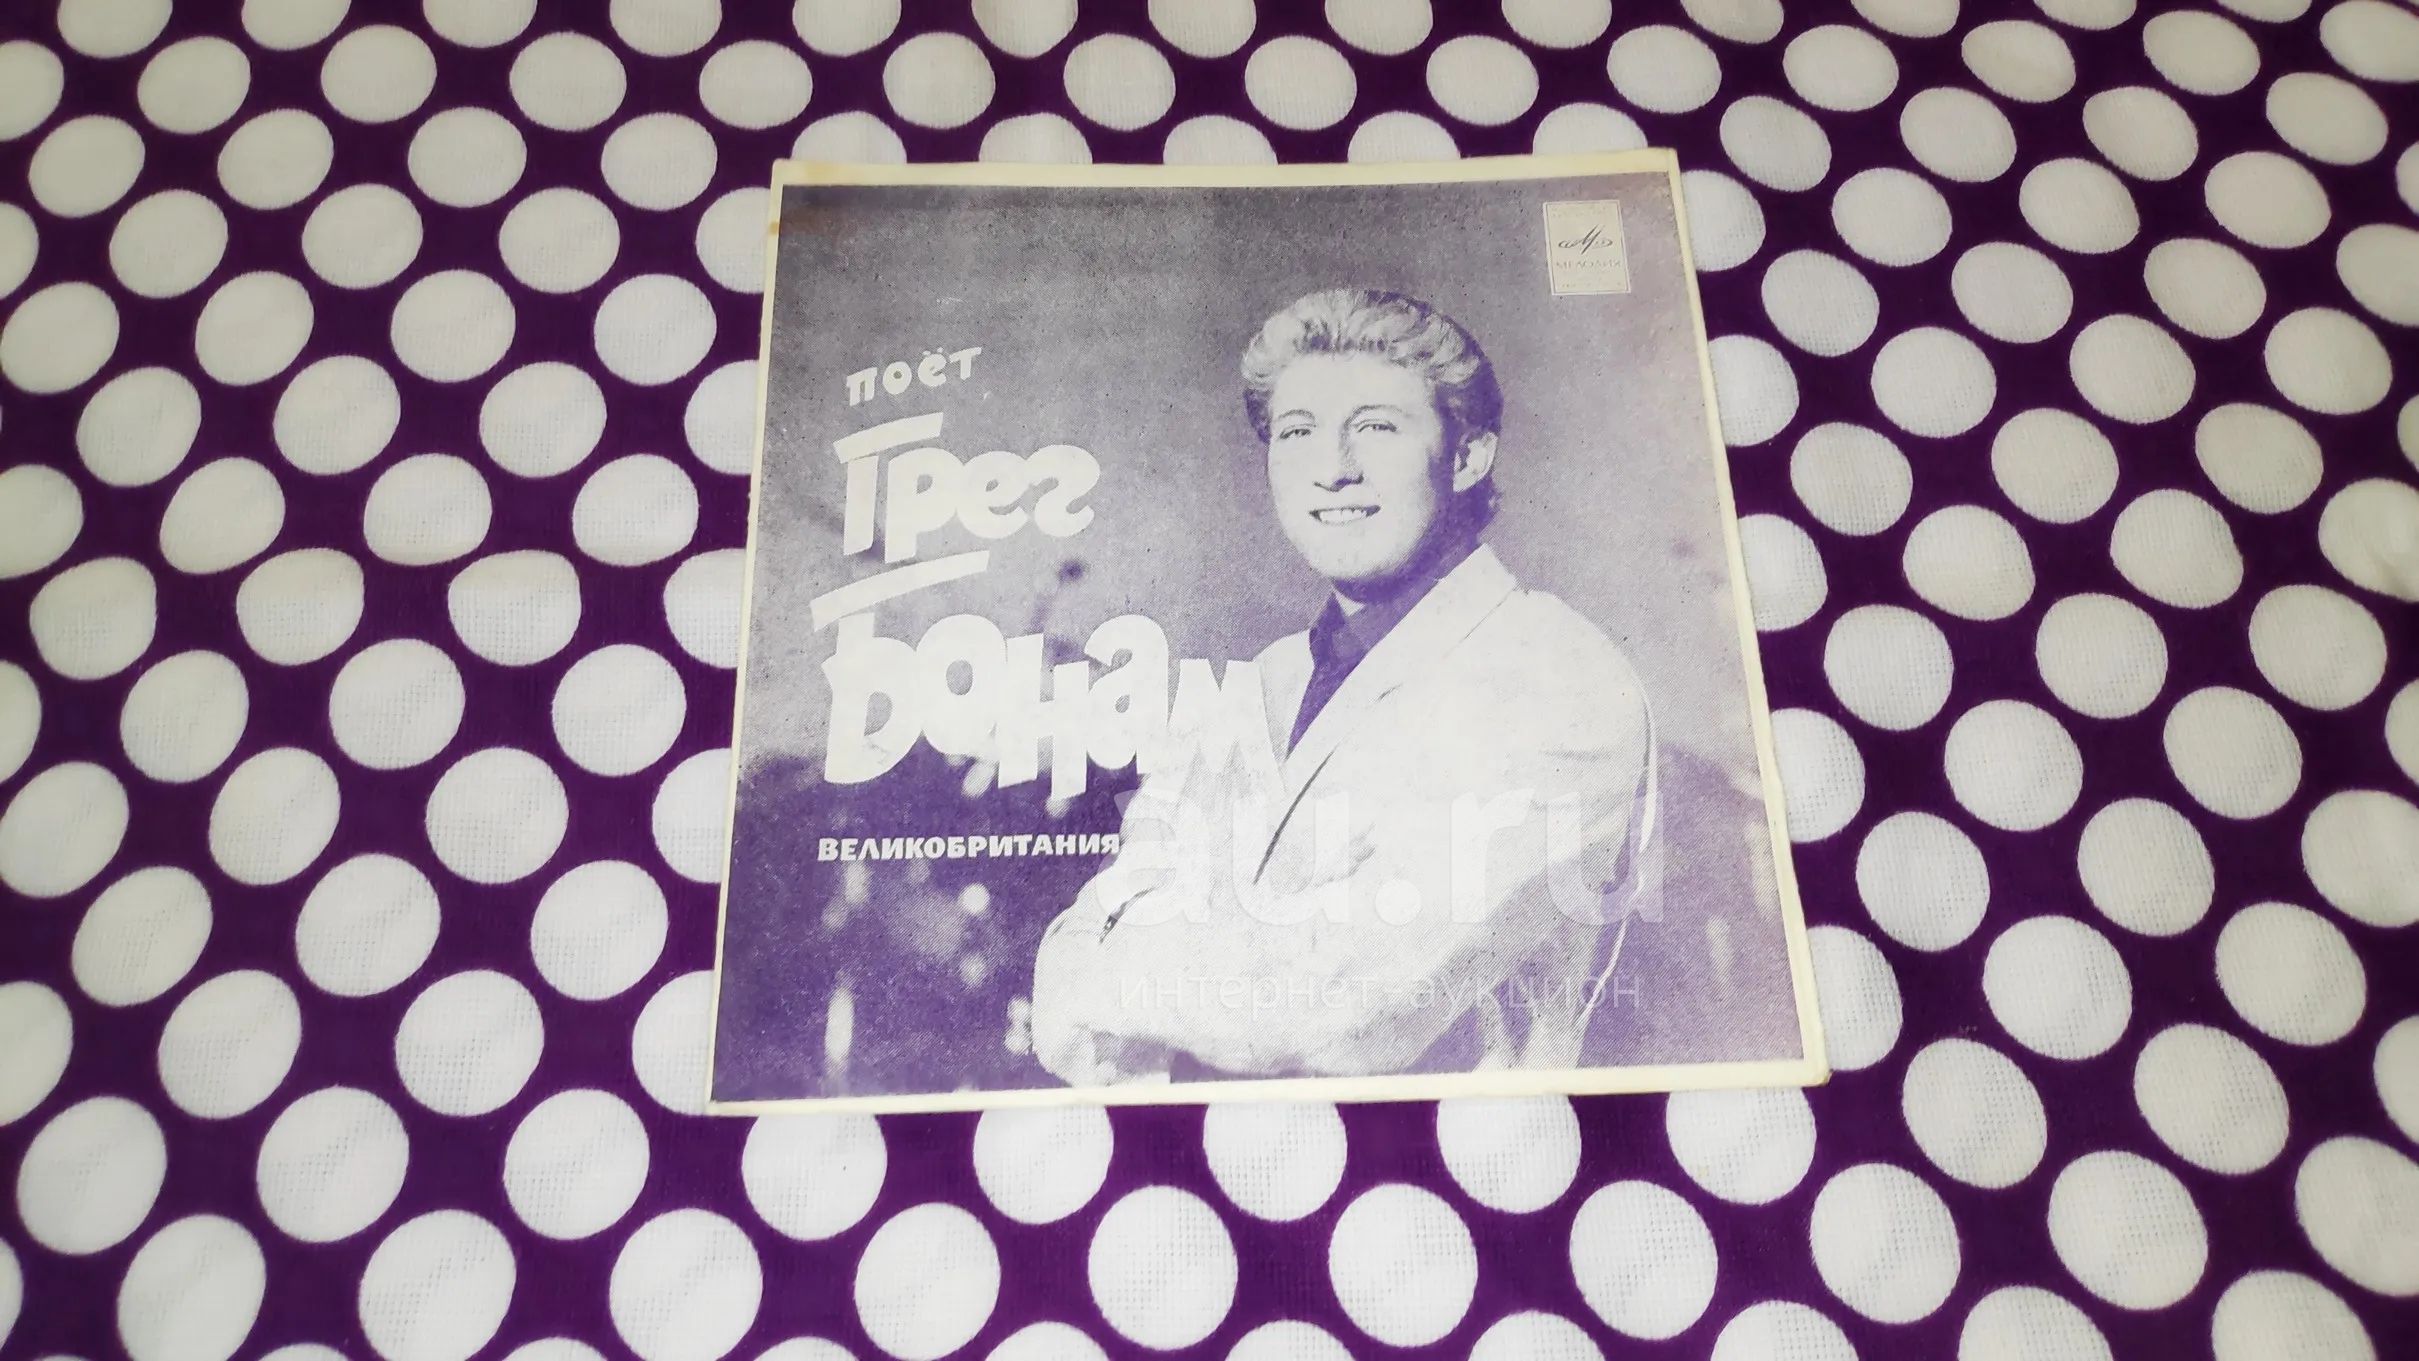 МЕЛОДИЯ
поёт
Грег
Бонам
ВЕЛИКОБРИТАНИЯ
au.ru
интернет-аукцион